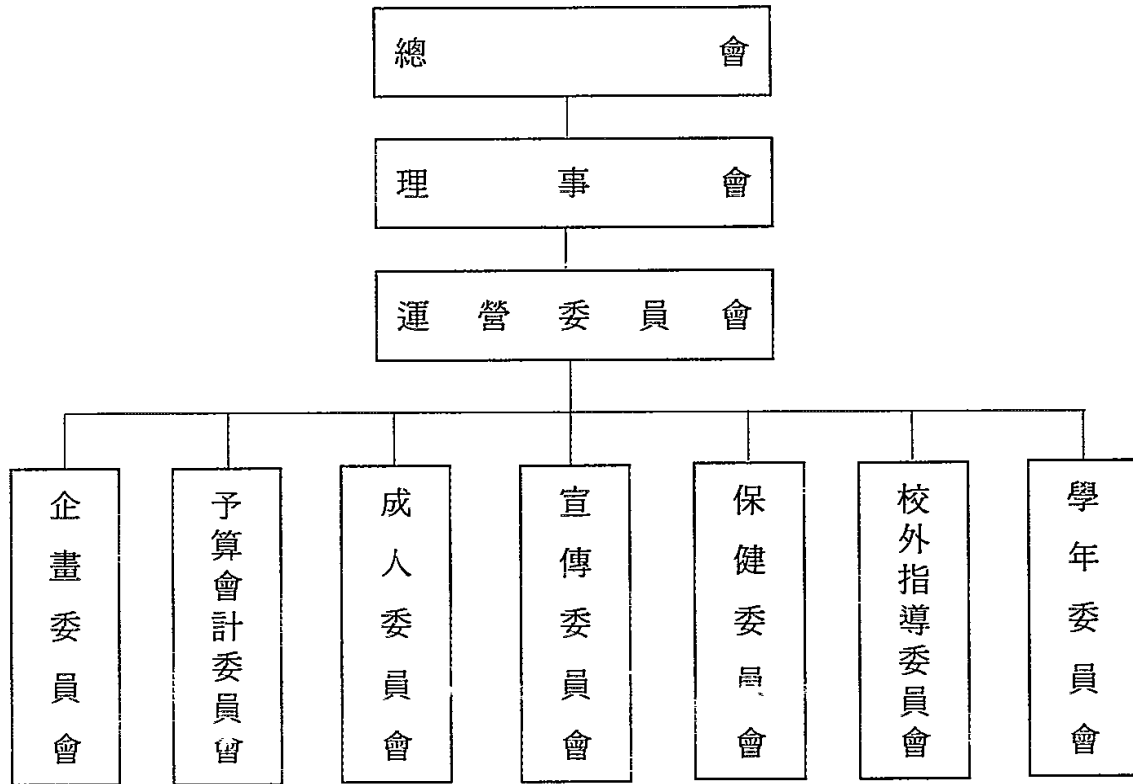 總會
理事會
運營委員會
企畫委員會
予算會計委員會
成人委員會
宣傳委員會
保健委員會
校外指導委員會
學年委員會